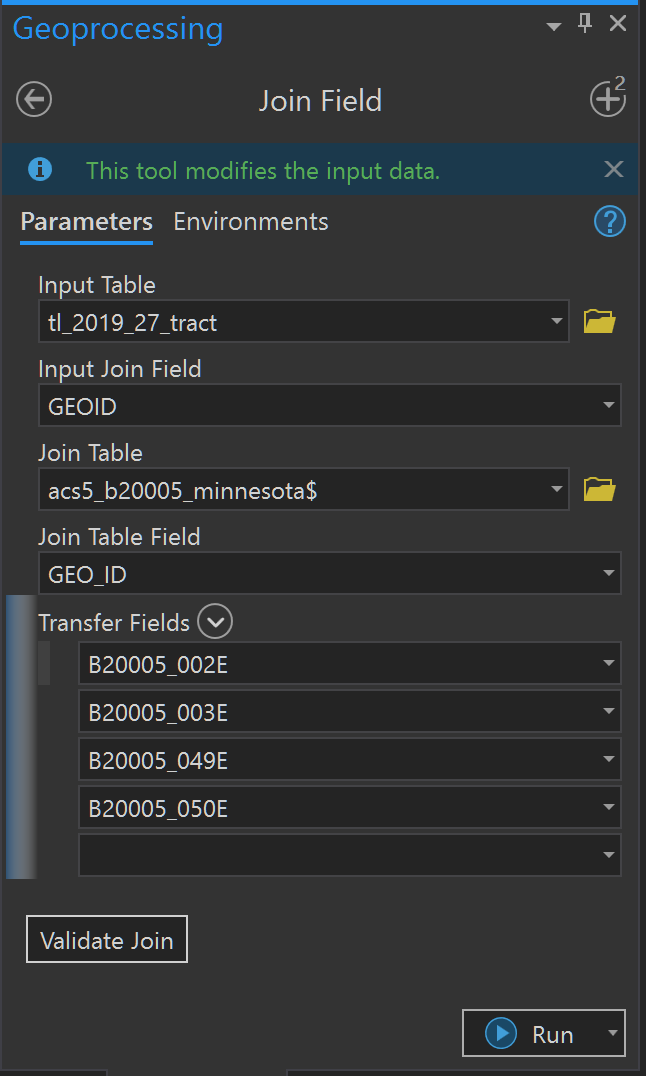 Geoprocessing
Join Field
2
This tool modifies the input data.
Parameters Environments
?
Input Table
tl_2019_27_tract
Input Join Field
GEOID
Join Table
acs5_b20005_minnesota$
Join Table Field
GEO_ID
Transfer Fields
B20005_002E
B20005_003E
B20005_049E
B20005_050E
Validate Join
Run